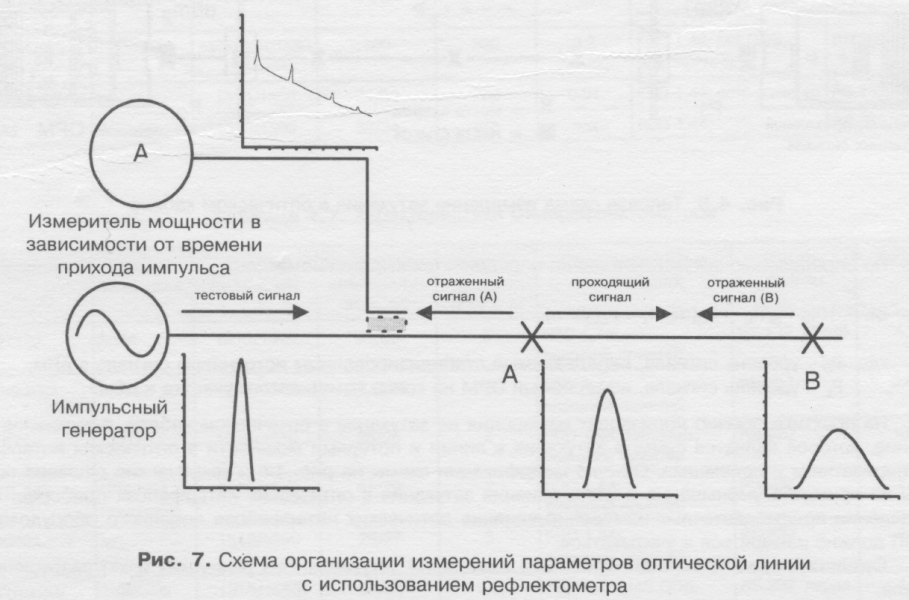 A
Измеритель мощности в
зависимости от времени
прихода импульса
тестовый сигнал
отраженный
сигнал (А)
проходящий
сигнал
отраженный
сигнал (В)
А
В
Импульсный
генератор
Рис. 7. Схема организации измерений параметров оптической линии
с использованием рефлектометра